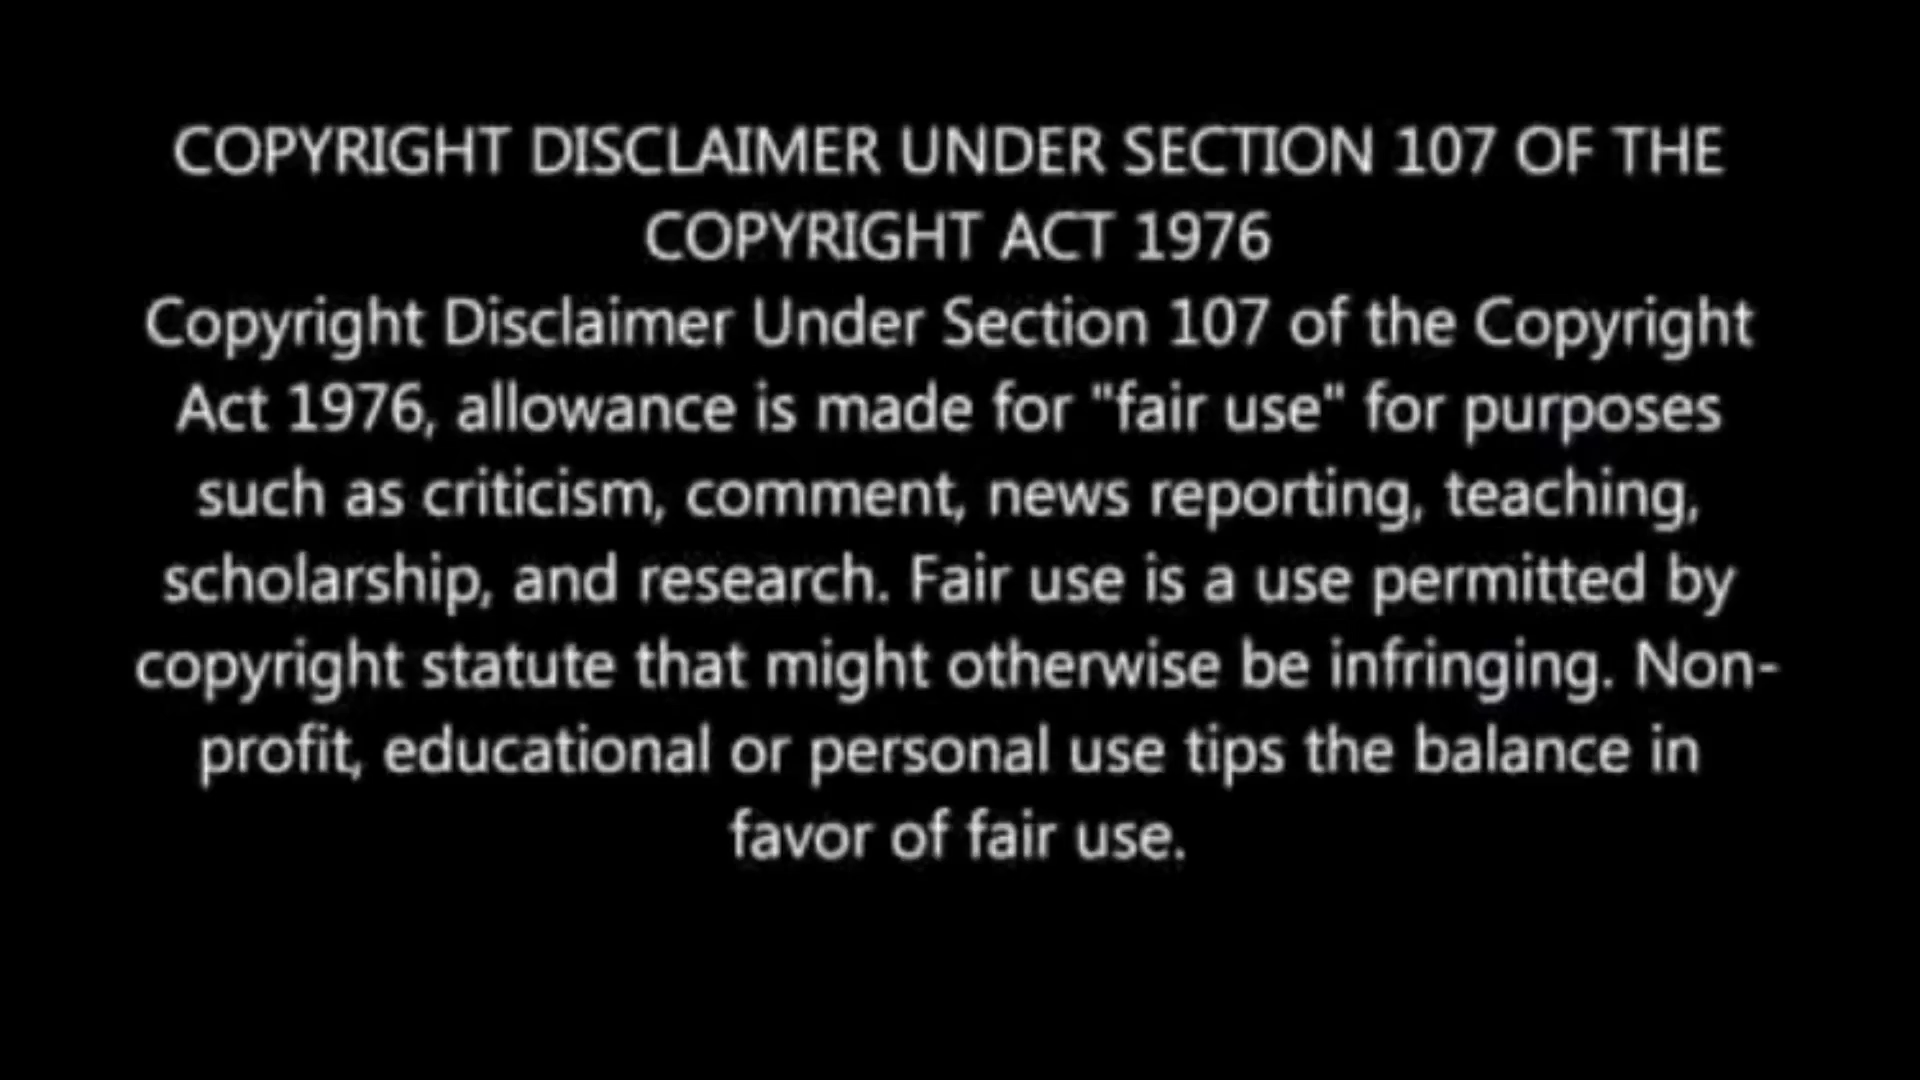 COPYRIGHT DISCLAIMER UNDER SECTION 107 OF THE
COPYRIGHT ACT 1976
Copyright Disclaimer Under Section 107 of the Copyright
Act 1976, allowance is made for "fair use" for purposes
such as criticism, comment, news reporting, teaching,
scholarship, and research. Fair use is a use permitted by
copyright statute that might otherwise be infringing. Non-
profit, educational or personal use tips the balance in
favor of fair use.